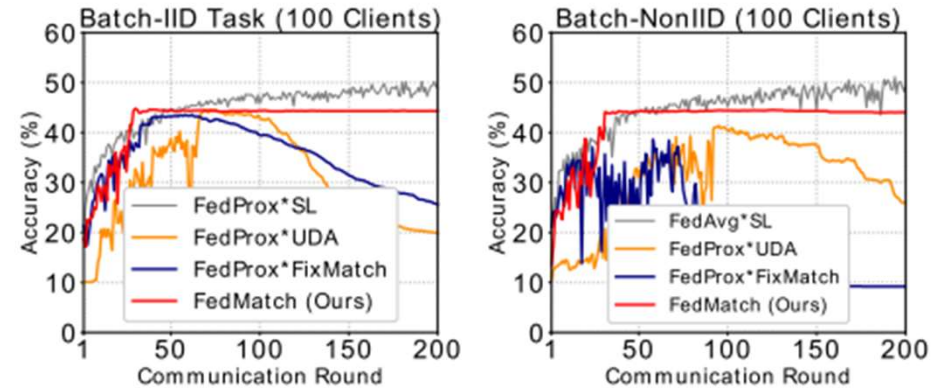 Batch-IID Task (100 Clients)
60
50
40
30
20
10
0
Accuracy (%)
FedProx*SL
FedProx*UDA
FedProx*FixMatch
FedMatch (Ours)
1 50 100 150 200
Communication Round
Batch-NonIID (100 Clients)
60
50
40
30
20
10
0
Accuracy (%)
FedAvg*SL
FedProx*UDA
FedProx*FixMatch
FedMatch (Ours)
1 50 100 150 200
Communication Round